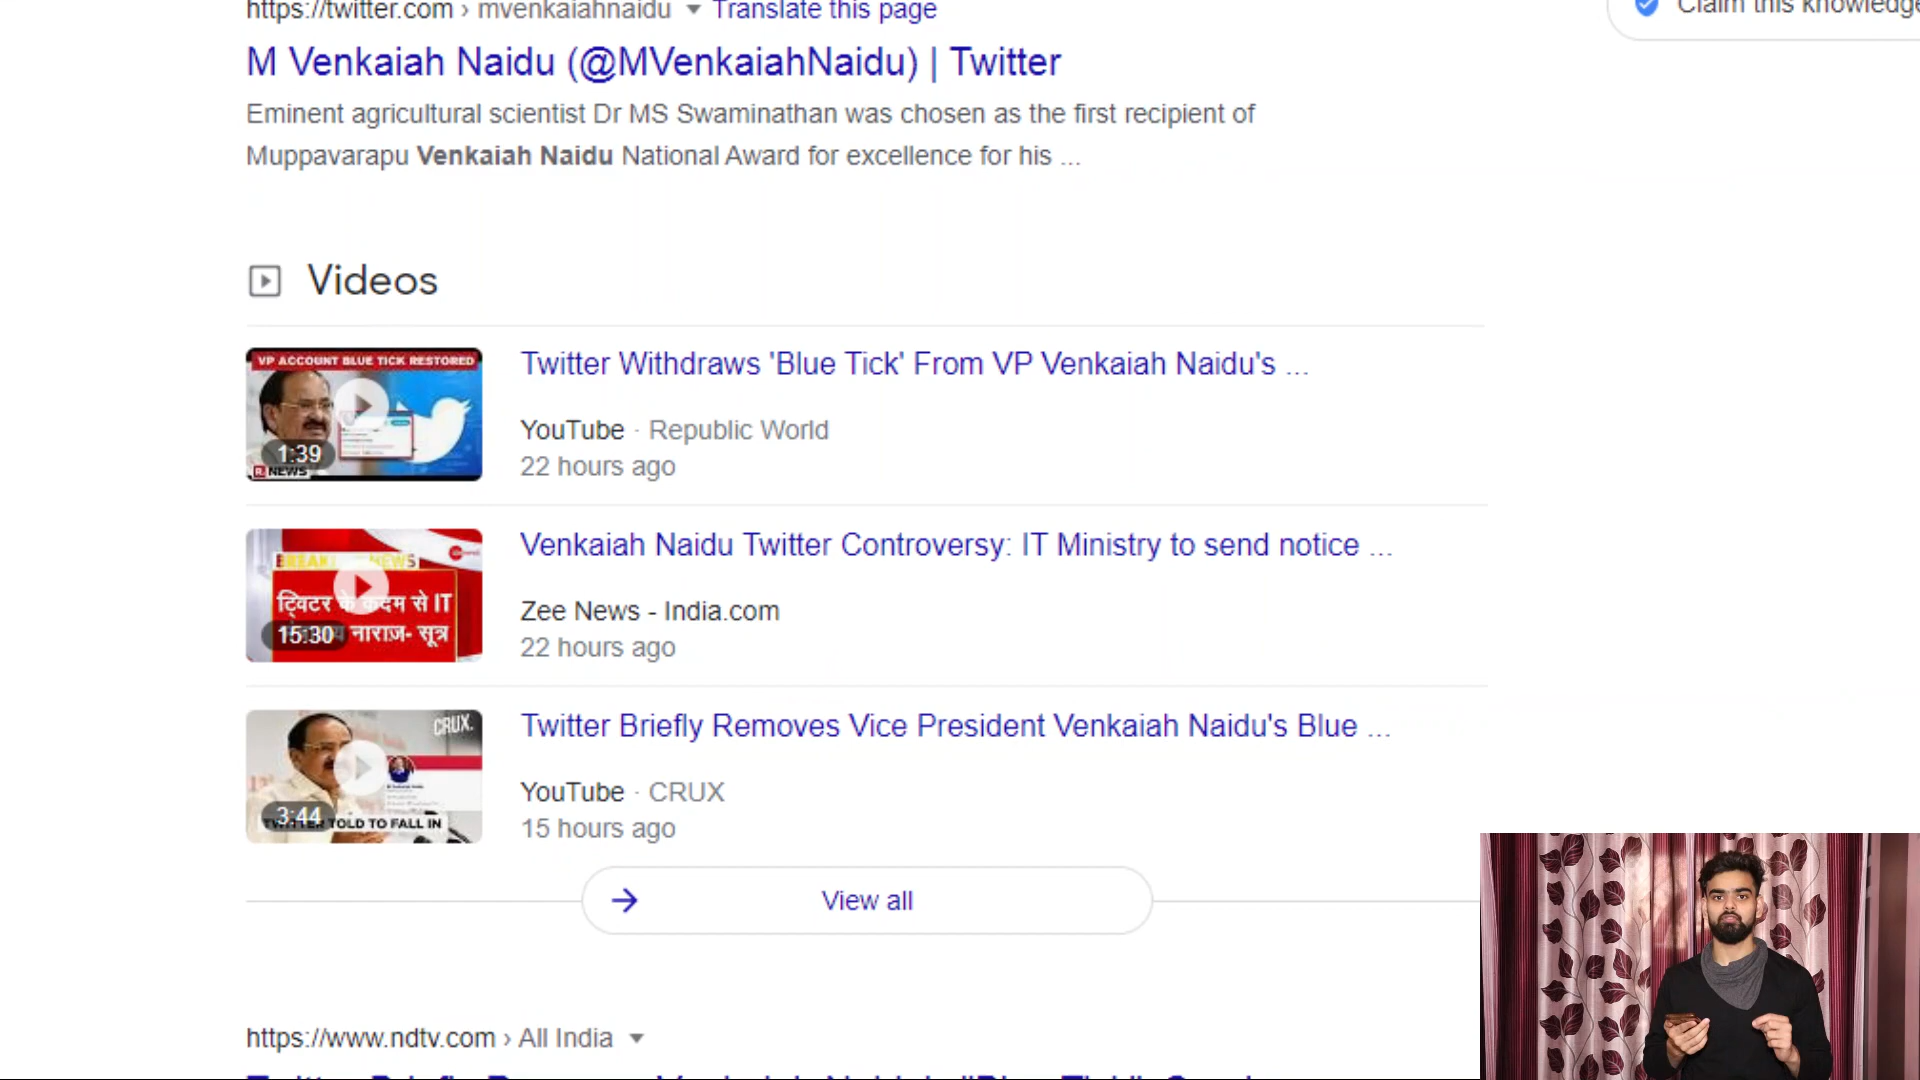 https://twitter.com › mvenkaiahnaidu Translate this page
Claim this knowledge
M Venkaiah Naidu (@MVenkaiahNaidu) | Twitter
Eminent agricultural scientist Dr MS Swaminathan was chosen as the first recipient of
Muppavarapu Venkaiah Naidu National Award for excellence for his ...
Videos
VP ACCOUNT BLUE TICK RESTORED
1:39
R. NEWS
Twitter Withdraws 'Blue Tick' From VP Venkaiah Naidu's ...
YouTube · Republic World
22 hours ago
ट्विटर के कदम से IT
15:30 नाराज़- सूत्र
Venkaiah Naidu Twitter Controversy: IT Ministry to send notice ...
Zee News - India.com
22 hours ago
CRUX.
3:44
TOLD TO FALL IN
Twitter Briefly Removes Vice President Venkaiah Naidu's Blue ...
YouTube · CRUX
15 hours ago
View all
https://www.ndtv.com › All India